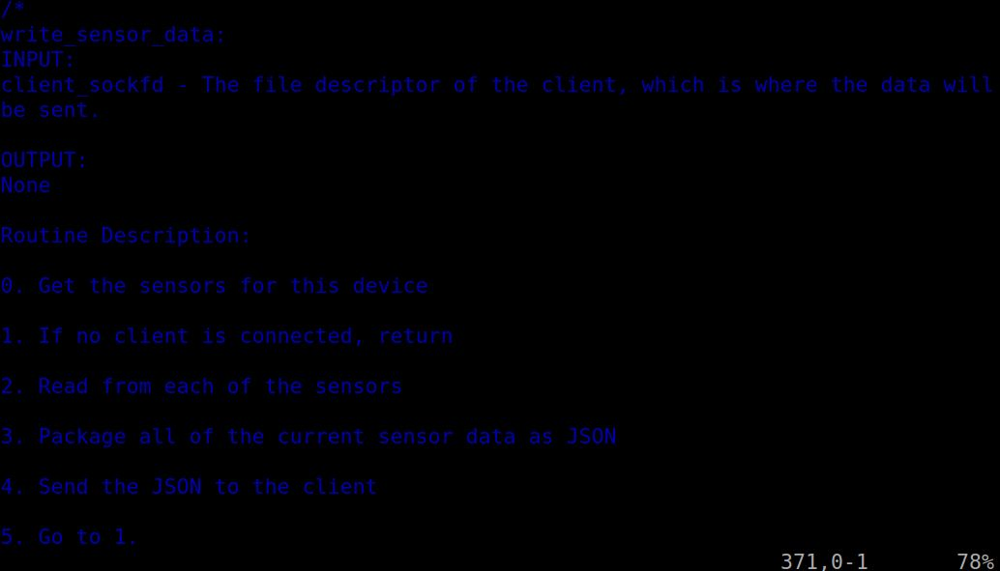 /*
write_sensor_data:
INPUT:
client_sockfd - The file descriptor of the client, which is where the data will
be sent.
OUTPUT:
None
Routine Description:
0. Get the sensors for this device
1. If no client is connected, return
2. Read from each of the sensors
3. Package all of the current sensor data as JSON
4. Send the JSON to the client
5. Go to 1.
371,0-1 78%